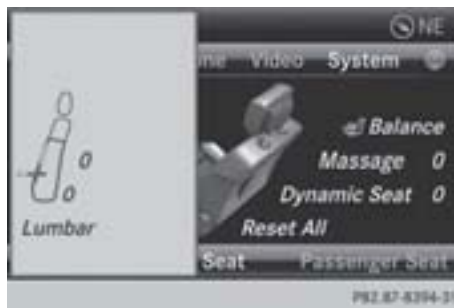 NE
Video System
Balance
0
Massage 0
0
Dynamic Seat 0
Lumbar
Reset All
Seat Passenger Seat
P82.87-8394-31